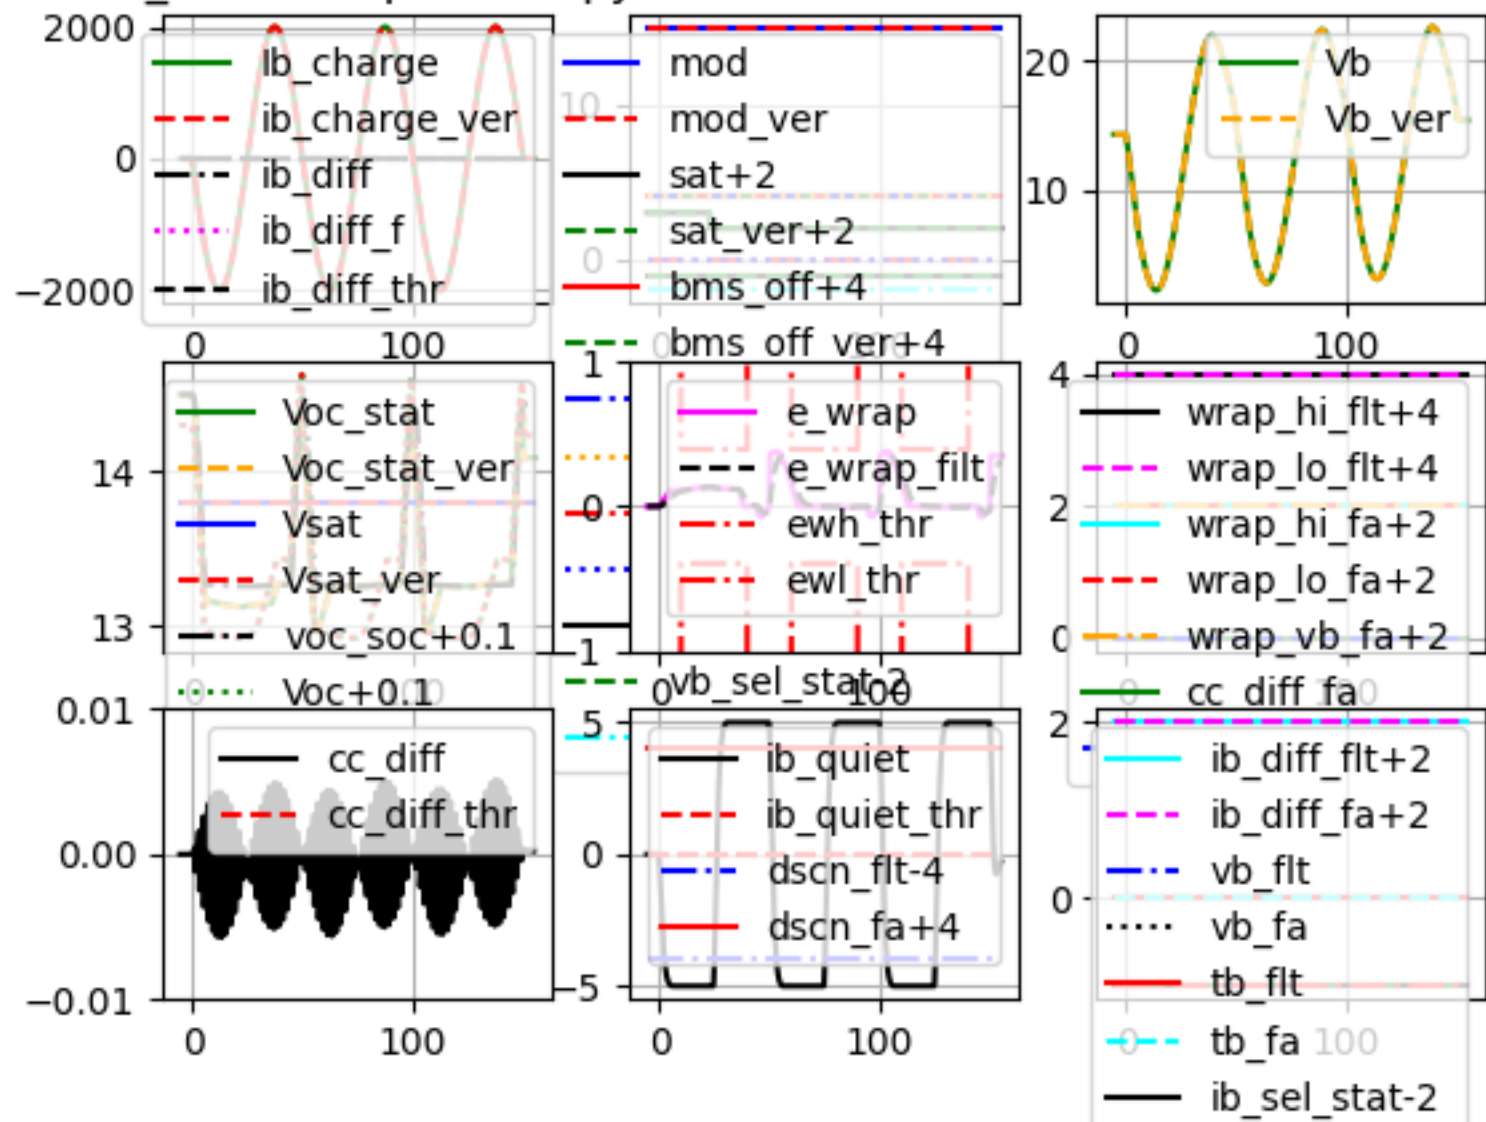 2000
0
−2000
Ib_charge
ib_charge_ver
ib_diff
ib_diff_f
ib_diff_thr
0
100
10
0
mod
mod_ver
sat+2
sat_ver+2
bms_off+4
bms_off_ver+4
0
20
10
Vb
Vb_ver
0
100
14
13
Voc_stat
Voc_stat_ver
Vsat
Vsat_ver
voc_soc+0.1
Voc+0.1
0
1
0
−1
e_wrap
e_wrap_filt
ewh_thr
ewl_thr
vb_sel_stat-2
0
100
4
2
0
wrap_hi_flt+4
wrap_lo_flt+4
wrap_hi_fa+2
wrap_lo_fa+2
wrap_vb_fa+2
cc_diff_fa
0.01
0.00
−0.01
cc_diff
cc_diff_thr
0
100
5
0
−5
ib_quiet
ib_quiet_thr
dscn_flt-4
dscn_fa+4
0
100
2
0
ib_diff_flt+2
ib_diff_fa+2
vb_flt
vb_fa
tb_flt
tb_fa
ib_sel_stat-2
0
100